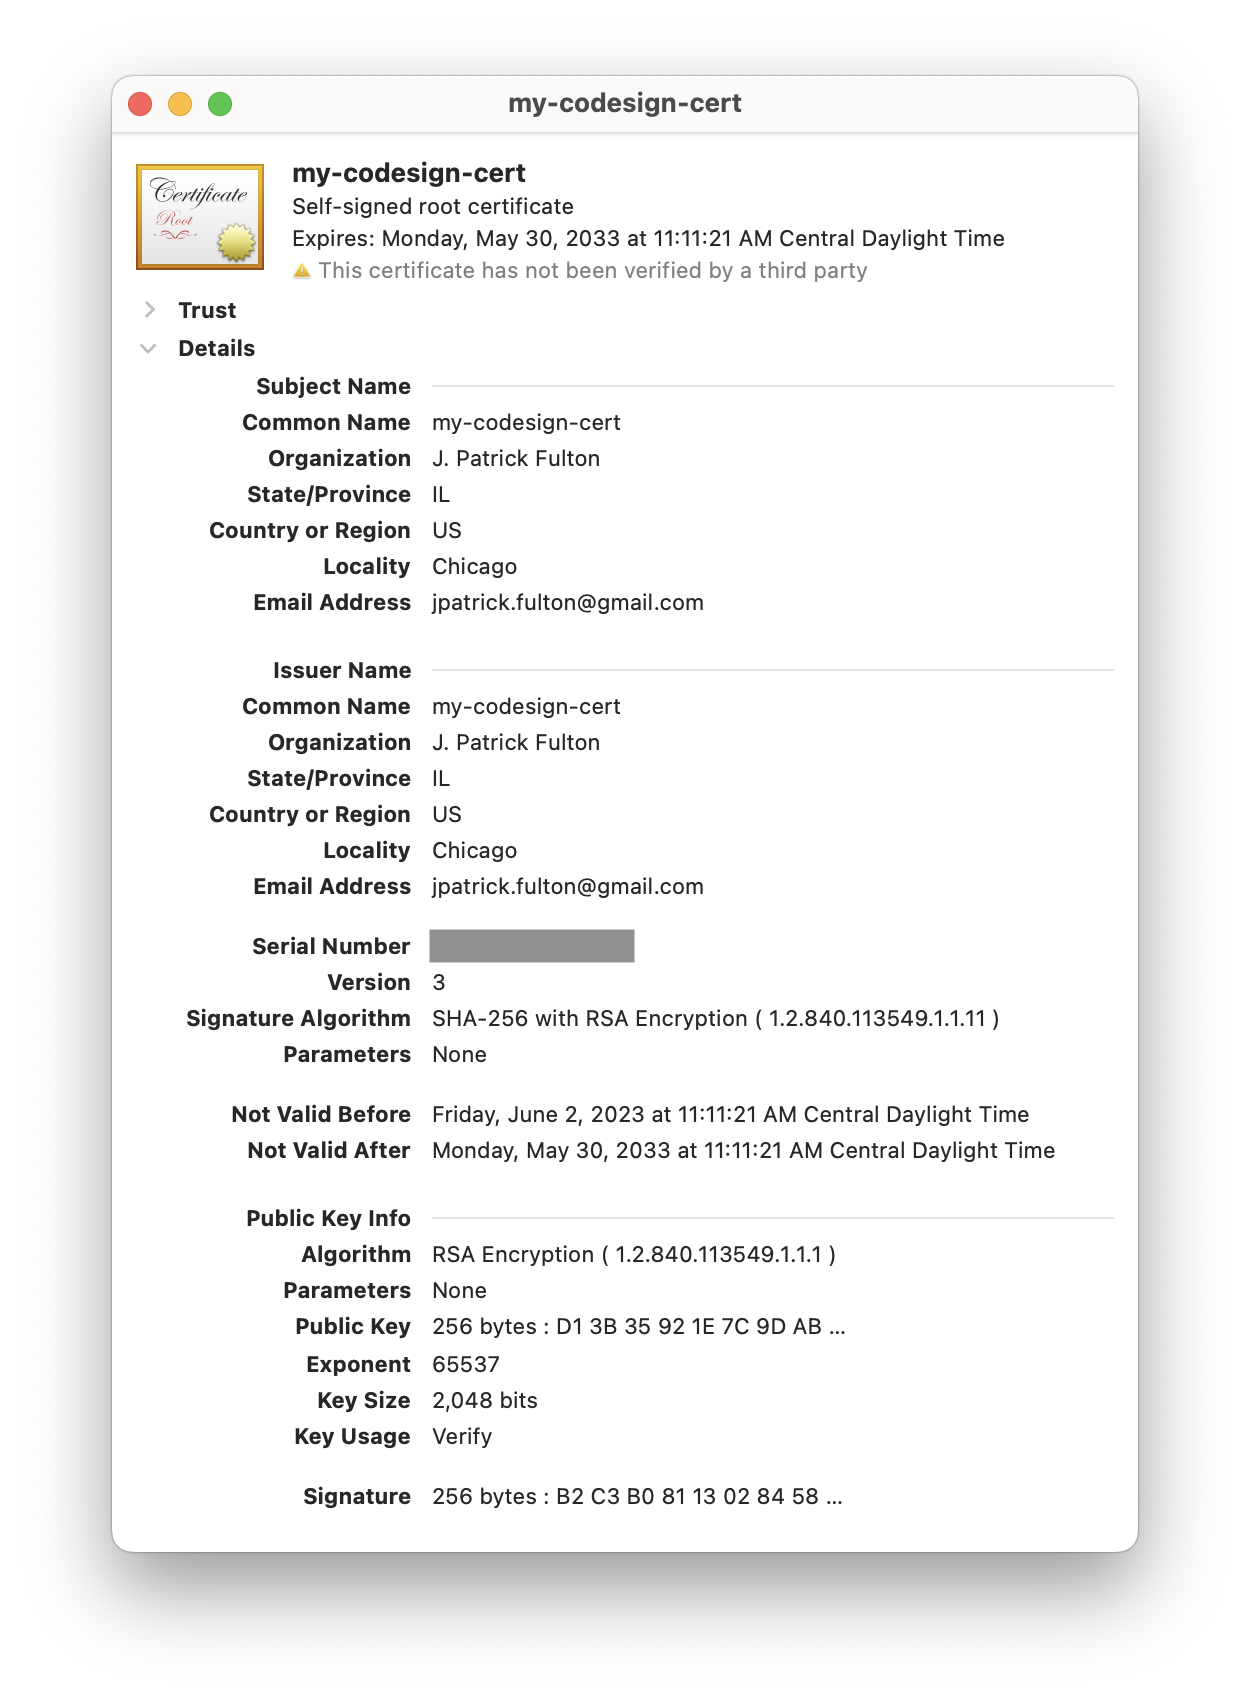 my-codesign-cert
Certificate
Root
my-codesign-cert
Self-signed root certificate
Expires: Monday, May 30, 2033 at 11:11:21 AM Central Daylight Time
This certificate has not been verified by a third party
Trust
Details
Subject Name
Common Name my-codesign-cert
Organization J. Patrick Fulton
State/Province IL
Country or Region US
Locality Chicago
Email Address jpatrick.fulton@gmail.com
Issuer Name
Common Name my-codesign-cert
Organization J. Patrick Fulton
State/Province IL
Country or Region US
Locality Chicago
Email Address jpatrick.fulton@gmail.com
Serial Number
Version 3
Signature Algorithm SHA-256 with RSA Encryption ( 1.2.840.113549.1.1.11 )
Parameters None
Not Valid Before Friday, June 2, 2023 at 11:11:21 AM Central Daylight Time
Not Valid After Monday, May 30, 2033 at 11:11:21 AM Central Daylight Time
Public Key Info
Algorithm RSA Encryption ( 1.2.840.113549.1.1.1 )
Parameters None
Public Key 256 bytes : D1 3B 35 92 1E 7C 9D AB ...
Exponent 65537
Key Size 2,048 bits
Key Usage Verify
Signature 256 bytes : B2 C3 B0 81 13 02 84 58 ...